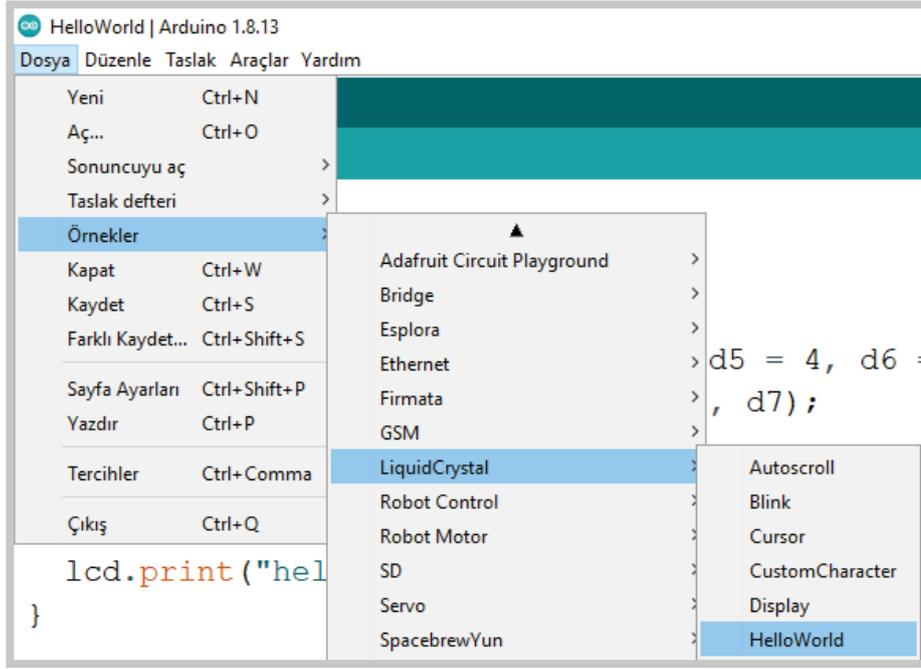 HelloWorld | Arduino 1.8.13
Dosya Düzenle Taslak Araçlar Yardım
Yeni Ctrl+N
Aç... Ctrl+O
Sonuncuyu aç
Taslak defteri
Örnekler
Kapat Ctrl+W
Kaydet Ctrl+S
Farklı Kaydet... Ctrl+Shift+S
Sayfa Ayarları Ctrl+Shift+P
Yazdır Ctrl+P
Tercihler Ctrl+Comma
Çıkış Ctrl+Q
Adafruit Circuit Playground
Bridge
Esplora
Ethernet
Firmata
GSM
LiquidCrystal
Robot Control
Robot Motor
SD
Servo
SpacebrewYun
Autoscroll
Blink
Cursor
CustomCharacter
Display
HelloWorld
d5 = 4, d6 =
, d7);
lcd.print("hel
}